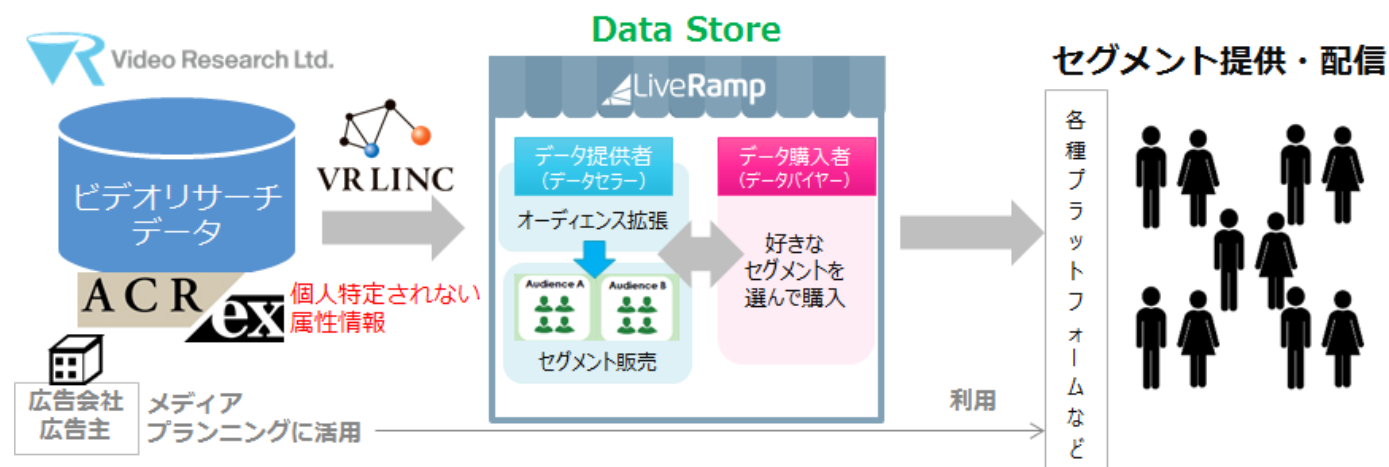 Data Store
VR Video Research Ltd.
セグメント提供・配信
LiveRamp
VR LINC
ビデオリサーチ
データ
データ提供者
(データセラー)
オーディエンス拡張
Audience A
Audience B
セグメント販売
データ購入者
(データバイヤー)
好きな
セグメントを
選んで購入
各種プラットフォームなど
ACR
ex
個人特定されない
属性情報
広告会社
広告主
メディア
プランニングに活用
利用